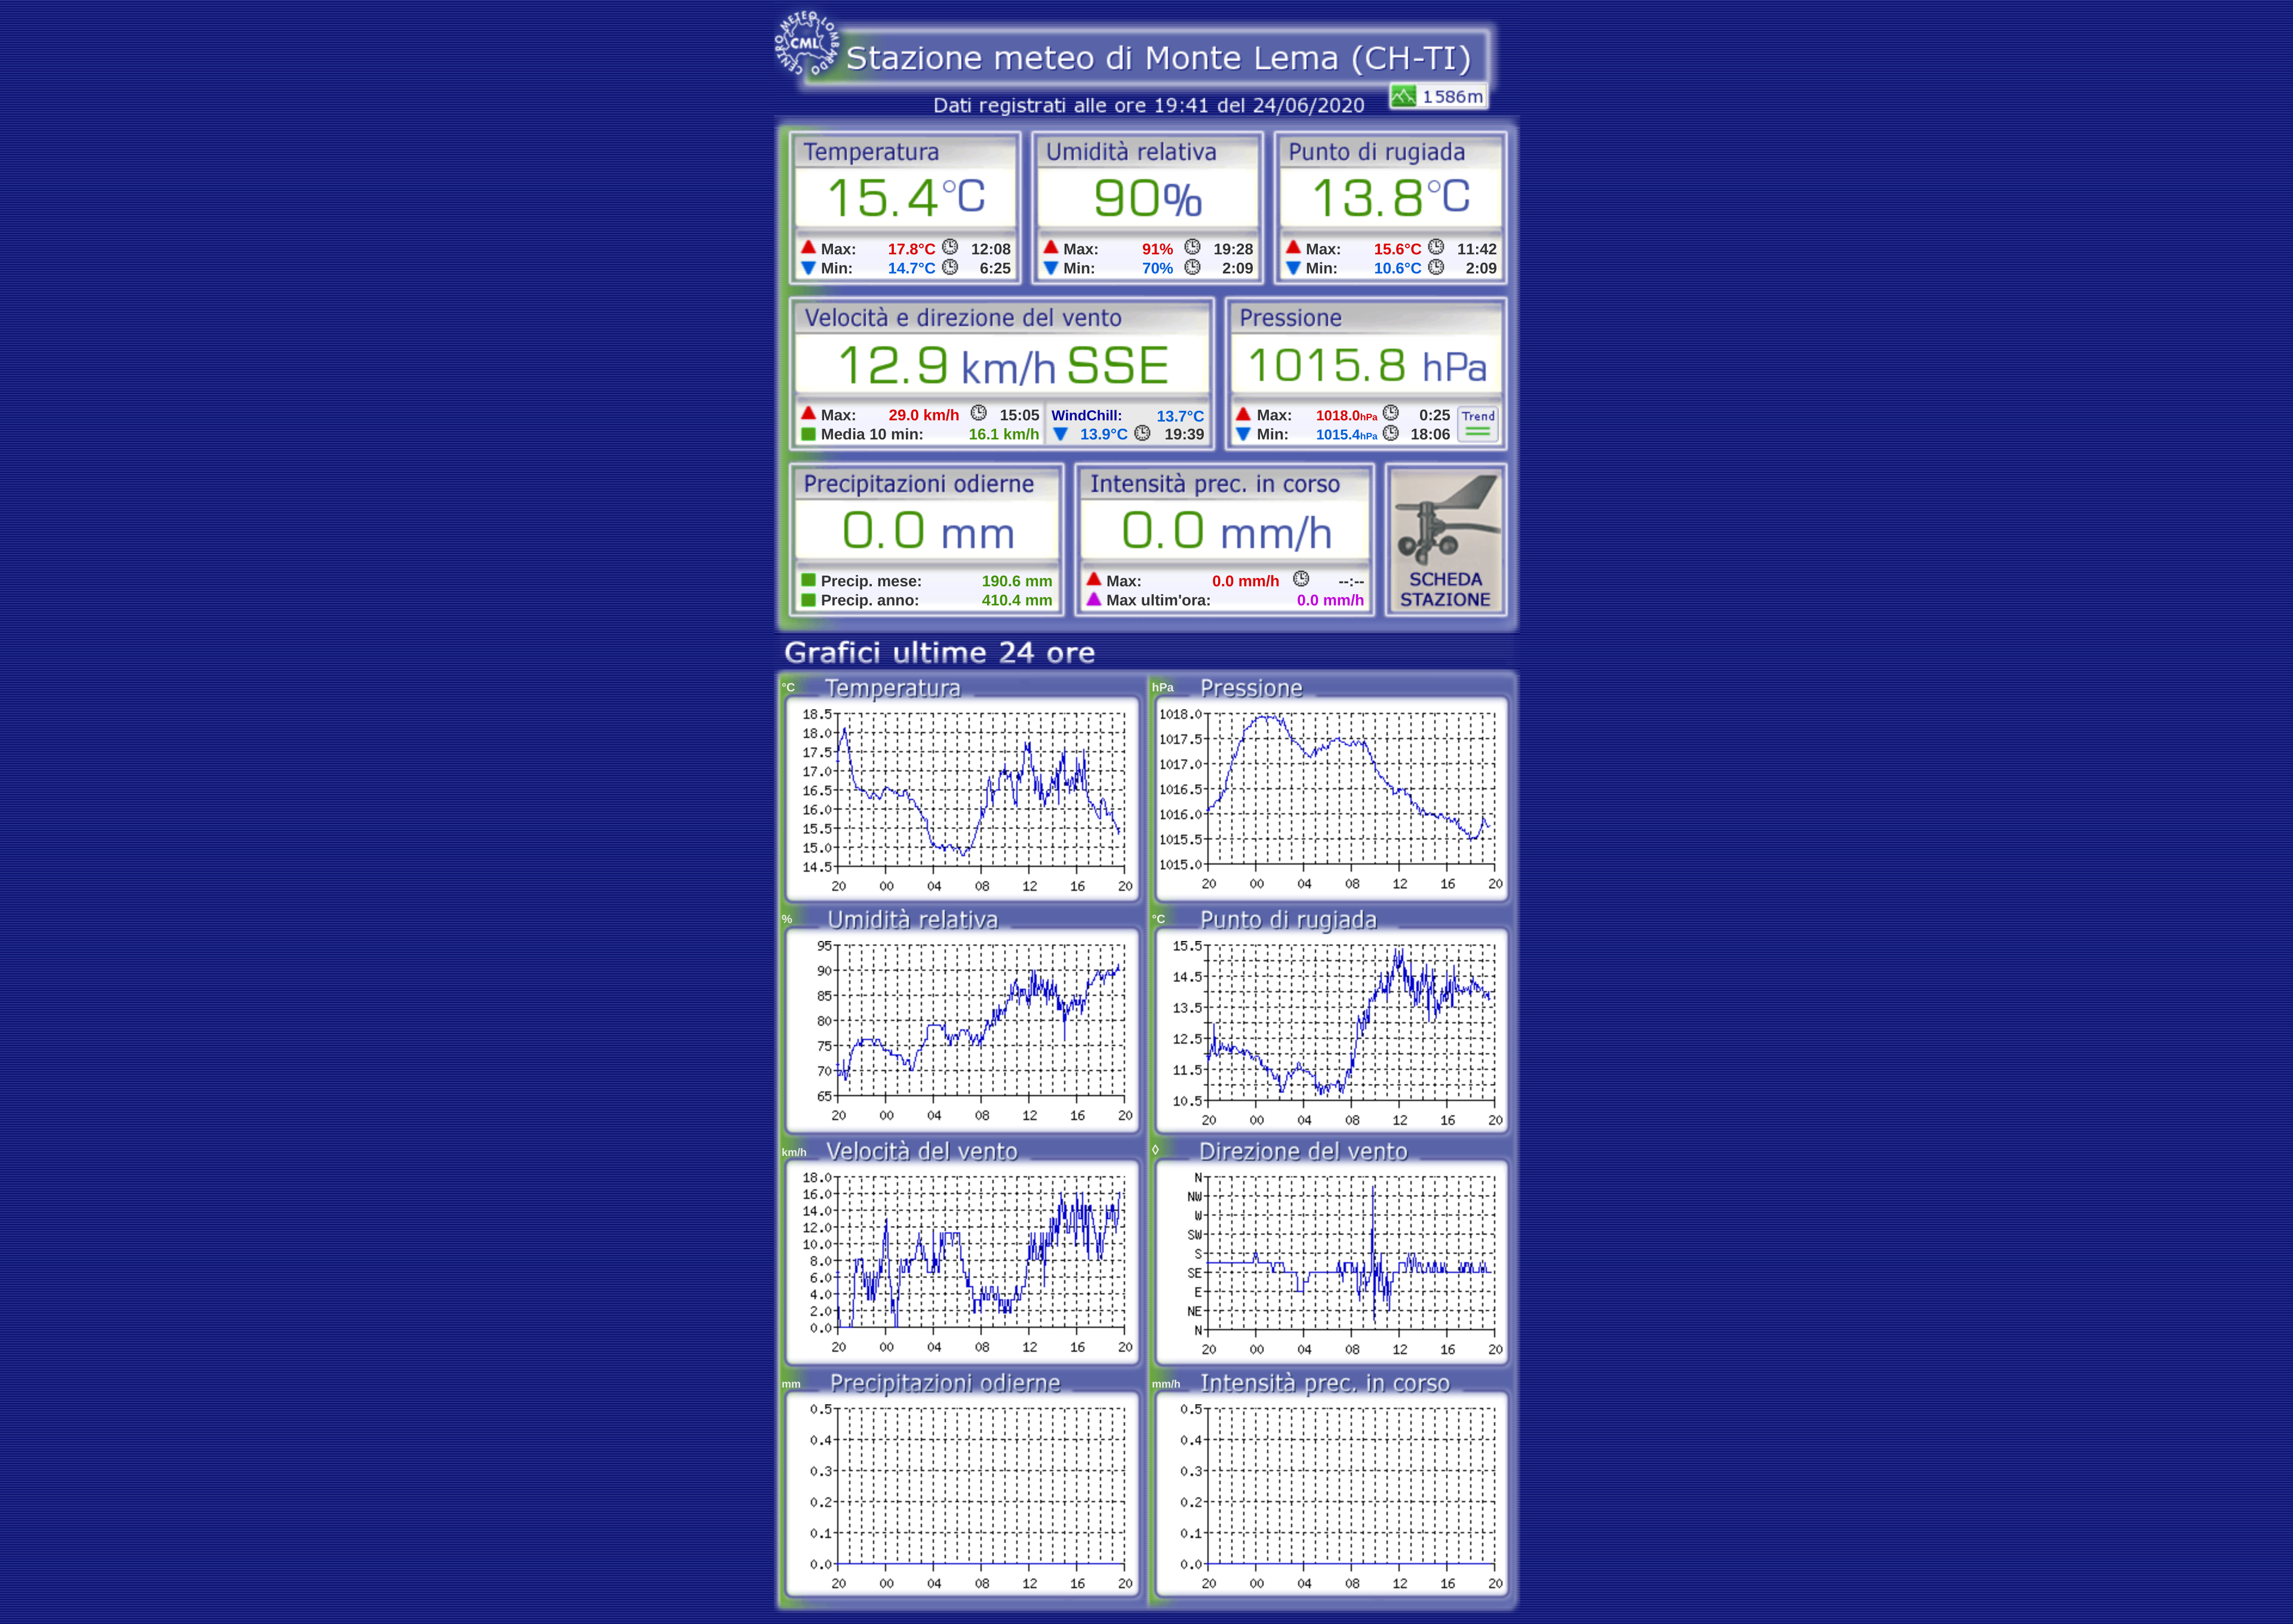 CENTRO METEO LOMBARDO
CML
Stazione meteo di Monte Lema (CH-TI)
1586m
Dati registrati alle ore 19:41 del 24/06/2020
Temperatura
15.4°C
Max: 17.8°C 12:08
Min: 14.7°C 6:25
Umidità relativa
90%
Max: 91% 19:28
Min: 70% 2:09
Punto di rugiada
13.8°C
Max: 15.6°C 11:42
Min: 10.6°C 2:09
Velocità e direzione del vento
12.9 km/h SSE
Max: 29.0 km/h 15:05
Media 10 min: 16.1 km/h
WindChill: 13.7°C
13.9°C 19:39
Pressione
1015.8 hPa
Max: 1018.0hPa 0:25
Min: 1015.4hPa 18:06
Trend
Precipitazioni odierne
0.0 mm
Precip. mese: 190.6 mm
Precip. anno: 410.4 mm
Intensità prec. in corso
0.0 mm/h
Max: 0.0 mm/h --:--
Max ultim'ora: 0.0 mm/h
SCHEDA
STAZIONE
Grafici ultime 24 ore
°C Temperatura
18.5
18.0
17.5
17.0
16.5
16.0
15.5
15.0
14.5
20 00 04 08 12 16 20
hPa Pressione
1018.0
1017.5
1017.0
1016.5
1016.0
1015.5
1015.0
20 00 04 08 12 16 20
% Umidità relativa
95
90
85
80
75
70
65
20 00 04 08 12 16 20
°C Punto di rugiada
15.5
14.5
13.5
12.5
11.5
10.5
20 00 04 08 12 16 20
km/h Velocità del vento
18.0
16.0
14.0
12.0
10.0
8.0
6.0
4.0
2.0
0.0
20 00 04 08 12 16 20
◊ Direzione del vento
N
NW
W
SW
S
SE
E
NE
N
20 00 04 08 12 16 20
mm Precipitazioni odierne
0.5
0.4
0.3
0.2
0.1
0.0
20 00 04 08 12 16 20
mm/h Intensità prec. in corso
0.5
0.4
0.3
0.2
0.1
0.0
20 00 04 08 12 16 20